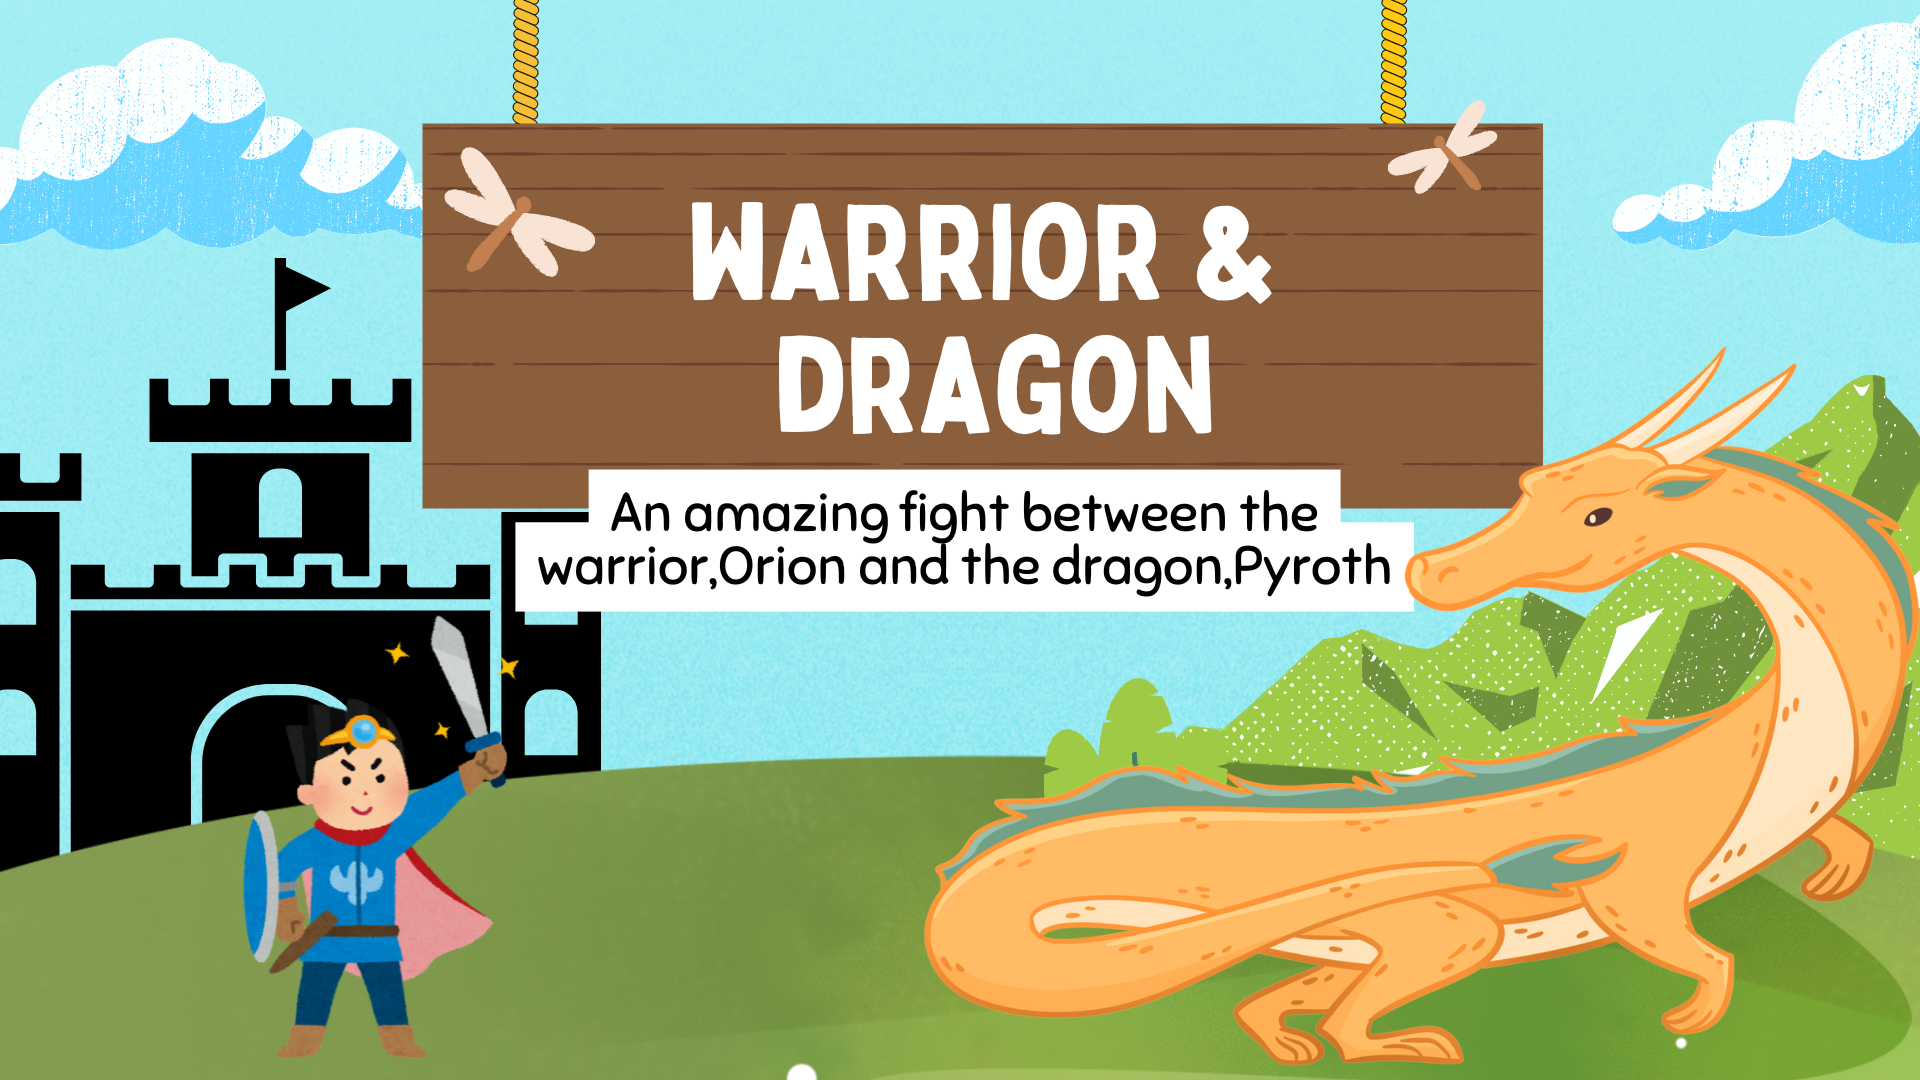 WARRIOR &
DRAGON
An amazing fight between the
warrior,Orion and the dragon,Pyroth